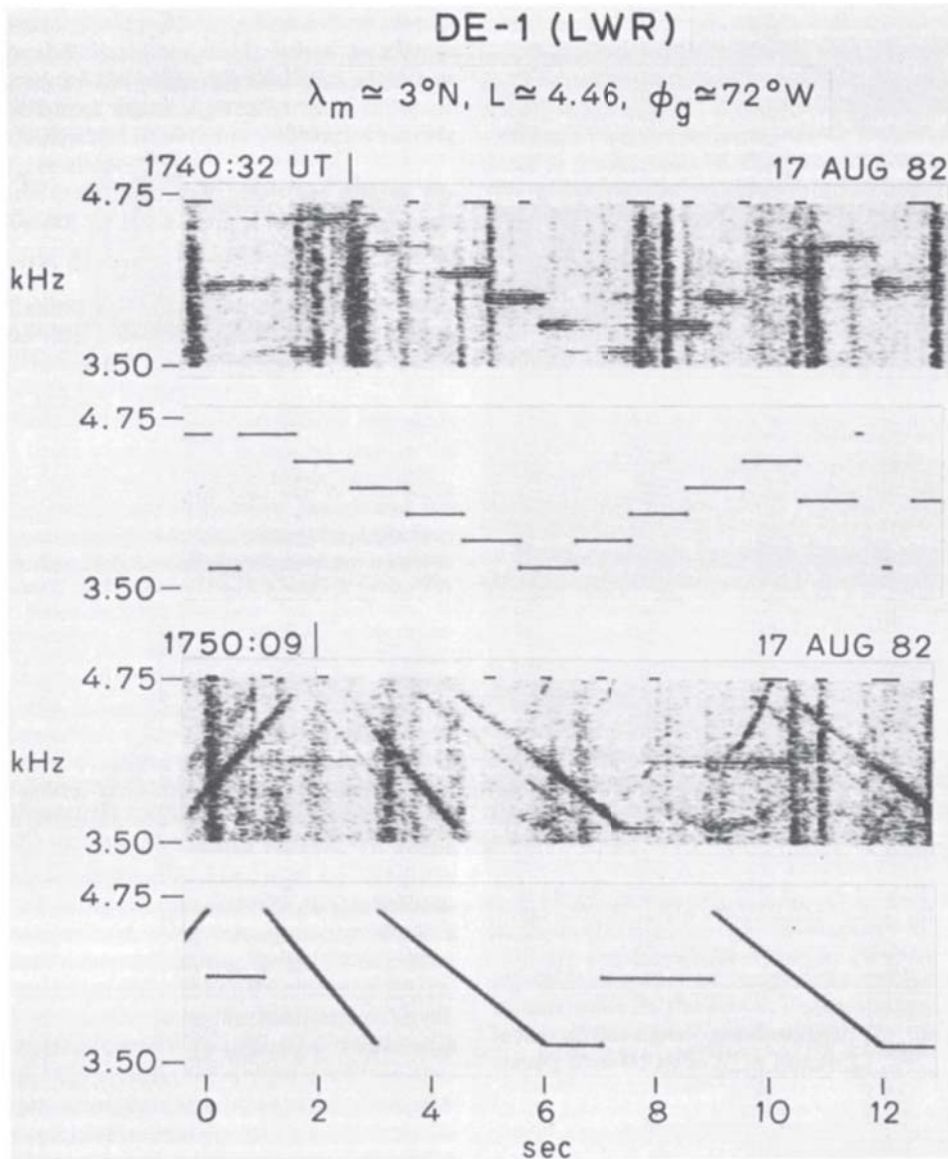 DE-1 (LWR)
λm≃ 3°N, L≃ 4.46, ϕg≃72°W
1740:32 UT
17 AUG 82
4.75
kHz
3.50
4.75
3.50
1750:09
17 AUG 82
4.75
kHz
3.50
4.75
3.50
0 2 4 6 8 10 12
sec